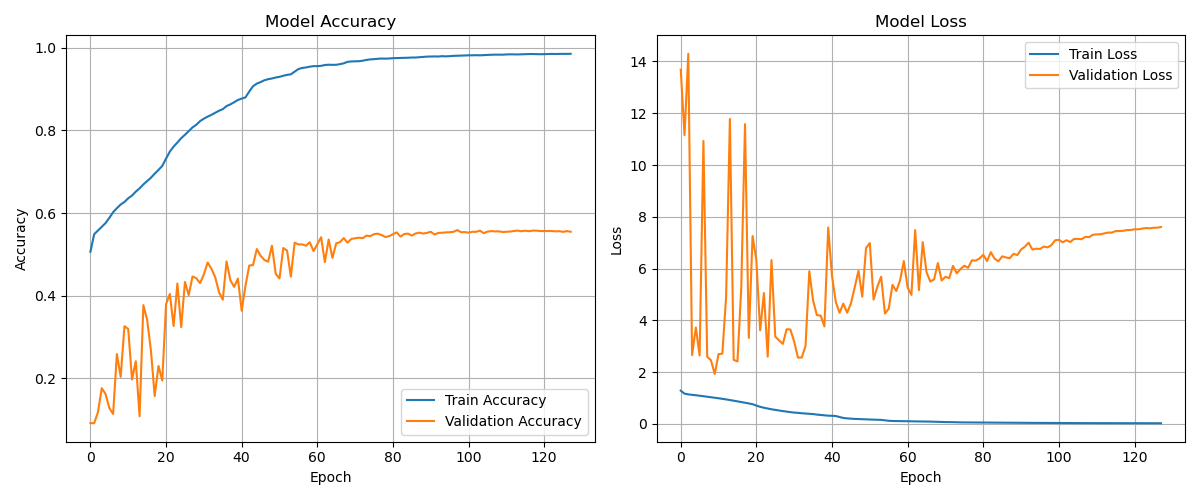 Model Accuracy
1.0
0.8
0.6
0.4
0.2
Accuracy
0 20 40 60 80 100 120
Epoch
Train Accuracy
Validation Accuracy
Model Loss
14
12
10
8
6
4
2
0
Loss
0 20 40 60 80 100 120
Epoch
Train Loss
Validation Loss